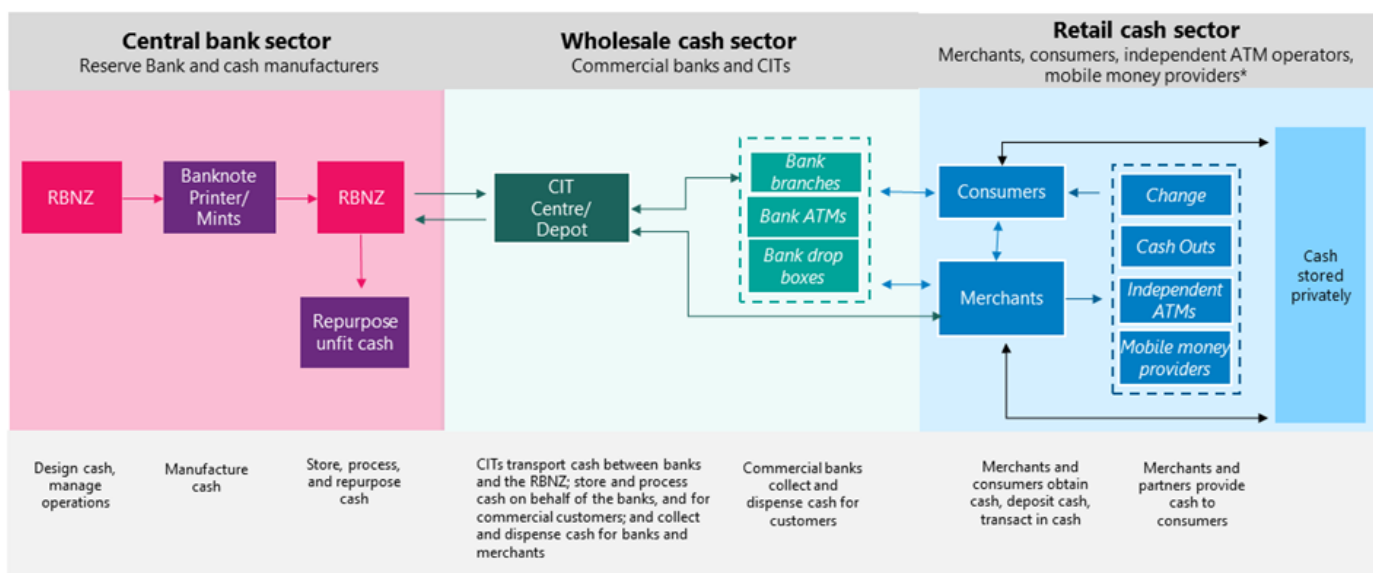 Central bank sector
Reserve Bank and cash manufacturers
Wholesale cash sector
Commercial banks and CITs
Retail cash sector
Merchants, consumers, independent ATM operators,
mobile money providers*
RBNZ
Banknote
Printer/
Mints
RBNZ
Repurpose
unfit cash
CIT
Centre/
Depot
Bank
branches
Bank ATMs
Bank drop
boxes
Consumers
Merchants
Change
Cash Outs
Independent
ATMs
Mobile money
providers
Cash
stored
privately
Design cash,
manage
operations
Manufacture
cash
Store, process,
and repurpose
cash
CITs transport cash between banks
and the RBNZ; store and process
cash on behalf of the banks, and for
commercial customers; and collect
and dispense cash for banks and
merchants
Commercial banks
collect and
dispense cash for
customers
Merchants and
consumers obtain
cash, deposit cash,
transact in cash
Merchants and
partners provide
cash to
consumers